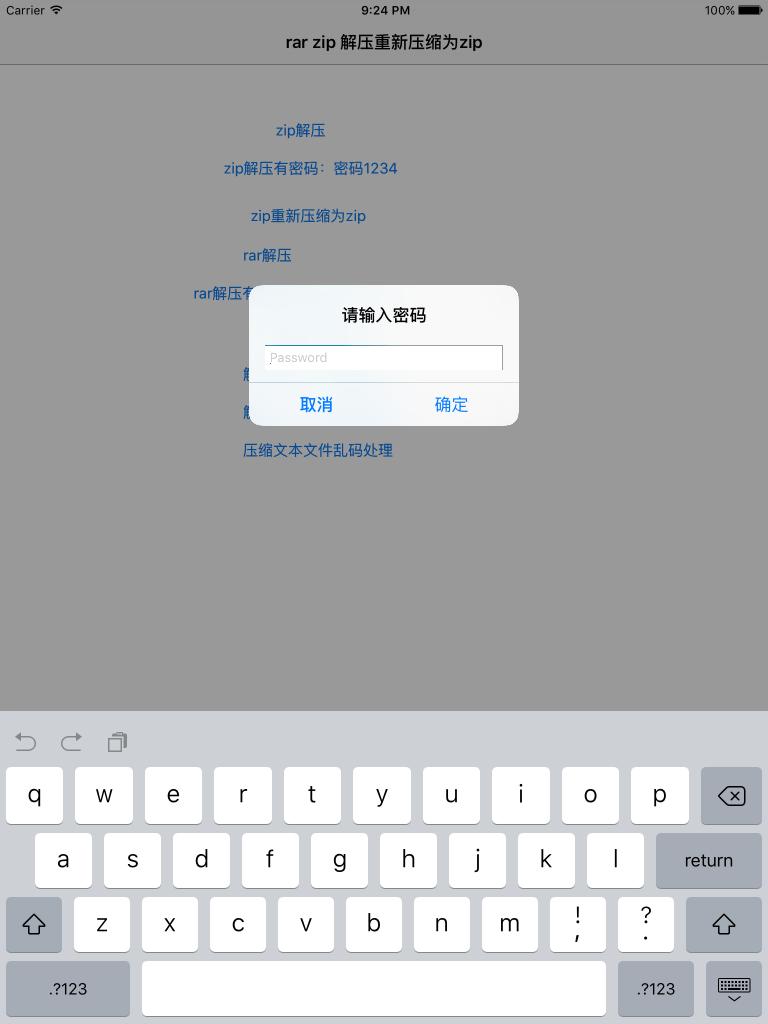 Carrier 9:24 PM 100%
rar zip 解压重新压缩为zip
zip解压
zip解压有密码：密码1234
zip重新压缩为zip
rar解压
rar解压有
请输入密码
Password
取消 确定
压缩文本文件乱码处理
q w e r t y u i o p
a s d f g h j k l return
z x c v b n m ! , ? .
.?123 .?123